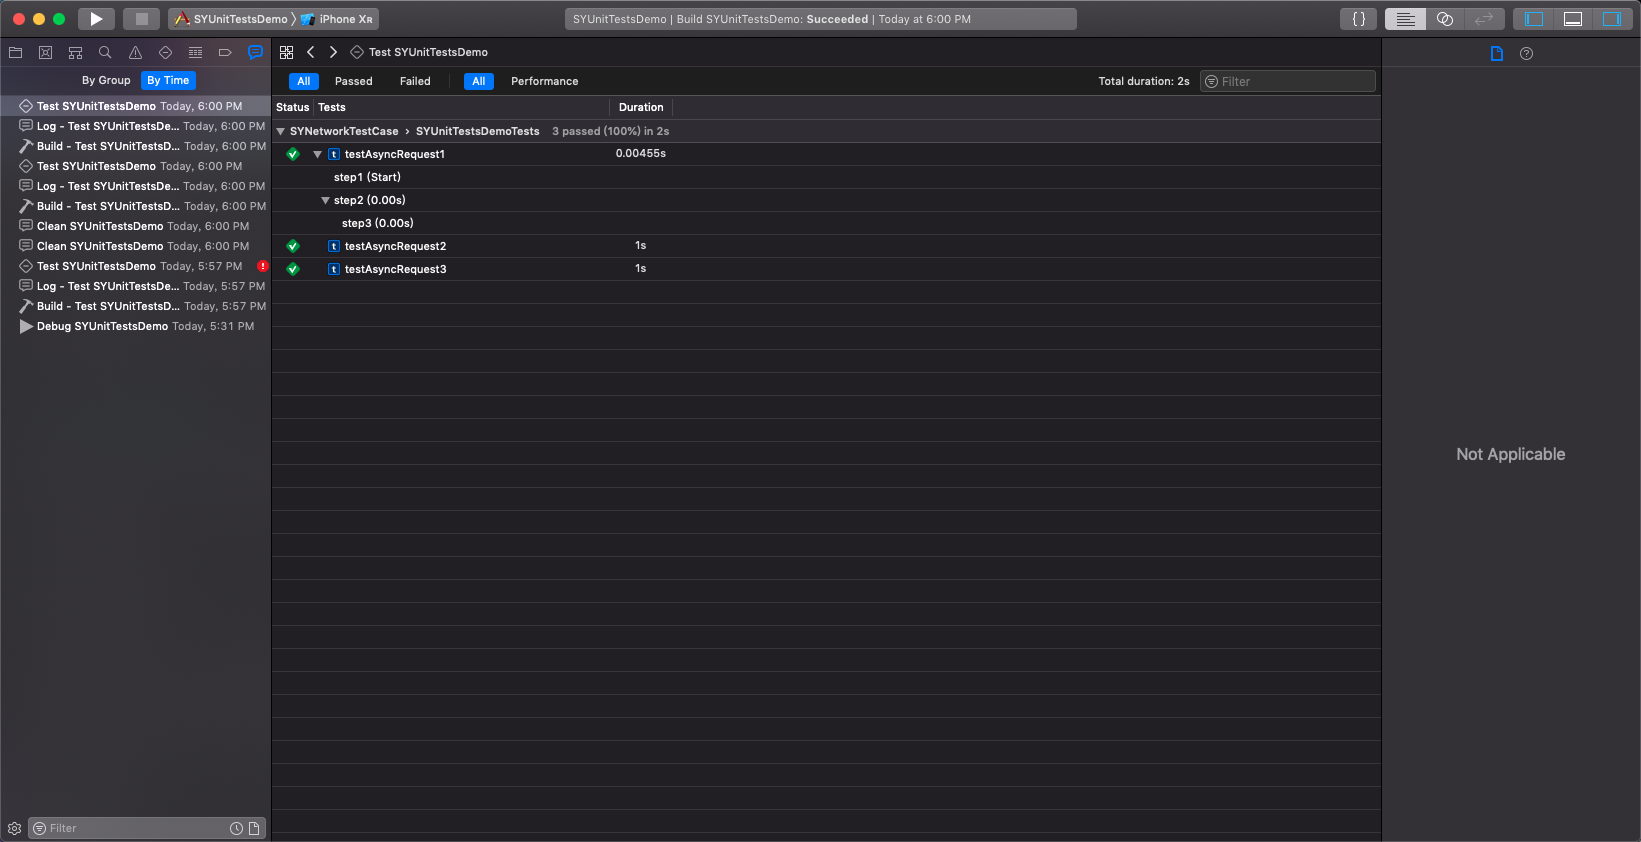 SYUnitTestsDemo ⟩ iPhone XR
SYUnitTestsDemo | Build SYUnitTestsDemo: Succeeded | Today at 6:00 PM
{ }
Test SYUnitTestsDemo
By Group By Time
All Passed Failed All Performance Total duration: 2s Filter
Test SYUnitTestsDemo Today, 6:00 PM
Log - Test SYUnitTestsDe... Today, 6:00 PM
Build - Test SYUnitTestsD... Today, 6:00 PM
Test SYUnitTestsDemo Today, 6:00 PM
Log - Test SYUnitTestsDe... Today, 6:00 PM
Build - Test SYUnitTestsD... Today, 6:00 PM
Clean SYUnitTestsDemo Today, 6:00 PM
Clean SYUnitTestsDemo Today, 6:00 PM
Test SYUnitTestsDemo Today, 5:57 PM
Log - Test SYUnitTestsDe... Today, 5:57 PM
Build - Test SYUnitTestsD... Today, 5:57 PM
Debug SYUnitTestsDemo Today, 5:31 PM
Status Tests Duration
SYNetworkTestCase › SYUnitTestsDemoTests 3 passed (100%) in 2s
t testAsyncRequest1 0.00455s
step1 (Start)
step2 (0.00s)
step3 (0.00s)
t testAsyncRequest2 1s
t testAsyncRequest3 1s
Not Applicable
Filter